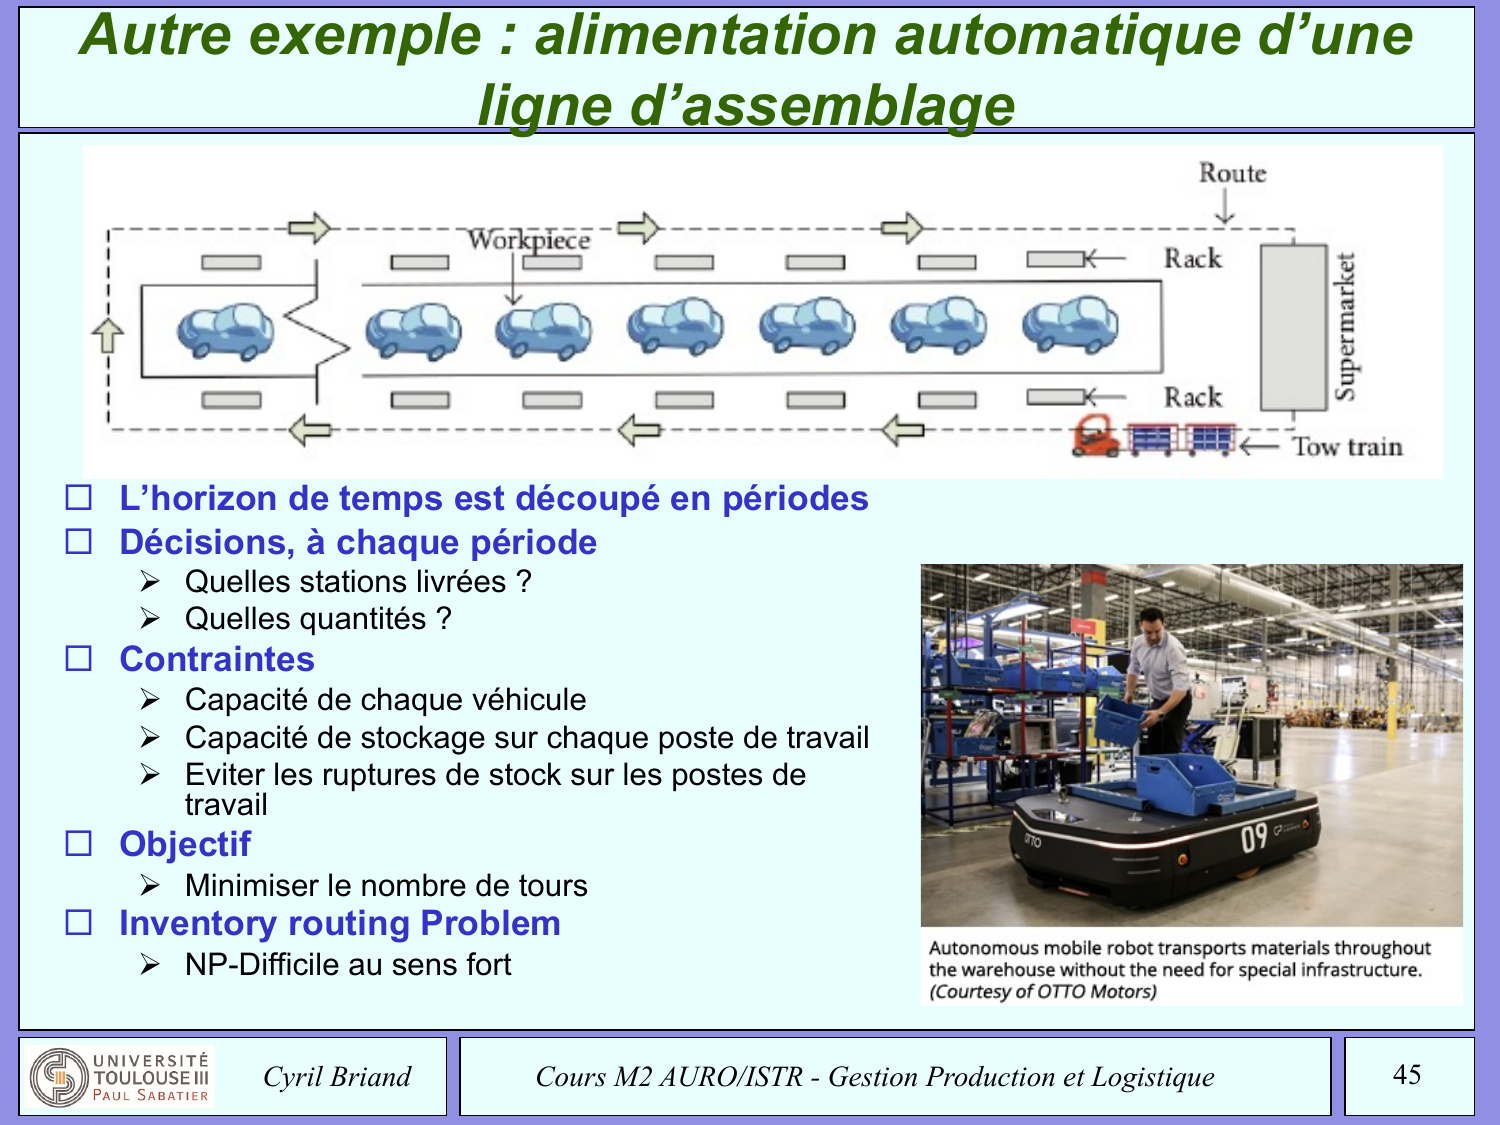 Autre exemple : alimentation automatique d’une
ligne d’assemblage
Route
Workpiece
Rack
Supermarket
Rack
Tow train
L’horizon de temps est découpé en périodes
Décisions, à chaque période
Quelles stations livrées ?
Quelles quantités ?
Contraintes
Capacité de chaque véhicule
Capacité de stockage sur chaque poste de travail
Eviter les ruptures de stock sur les postes de
travail
Objectif
Minimiser le nombre de tours
Inventory routing Problem
NP-Difficile au sens fort
OTTO
09
Autonomous mobile robot transports materials throughout
the warehouse without the need for special infrastructure.
(Courtesy of OTTO Motors)
UNIVERSITÉ
TOULOUSE III
PAUL SABATIER
Cyril Briand
Cours M2 AURO/ISTR - Gestion Production et Logistique
45